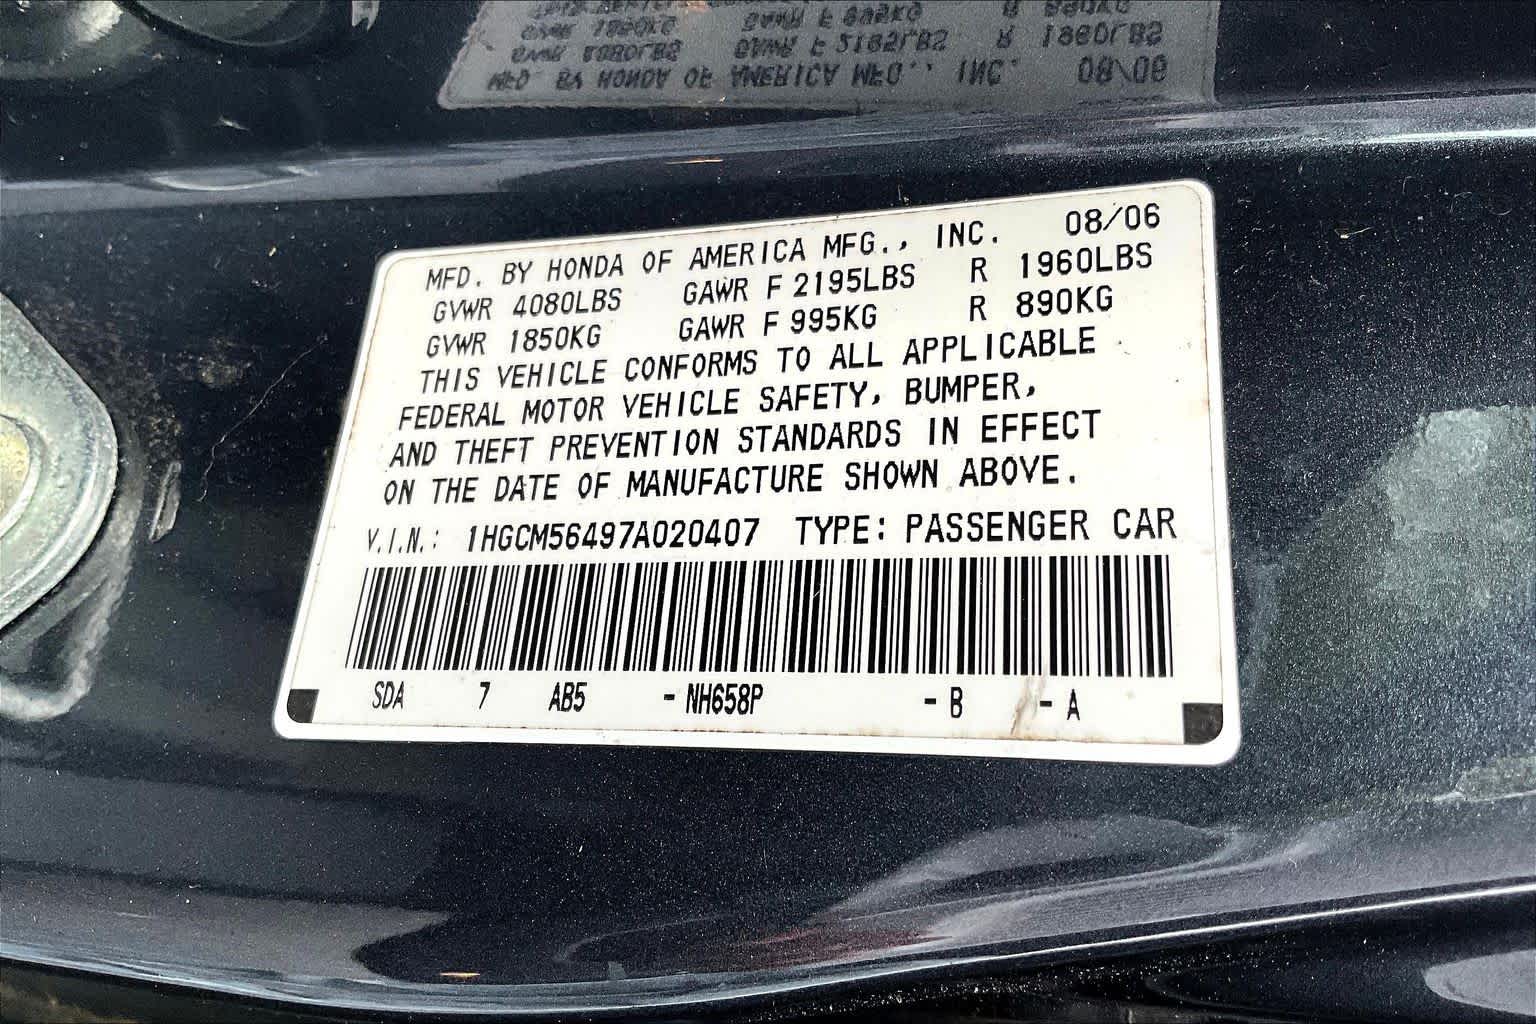 MFD. BY HONDA OF AMERICA MFG., INC. 08/06
GVWR 4080LBS GAWR F 2195LBS R 1960LBS
GVWR 1850KG GAWR F 995KG R 890KG
THIS VEHICLE CONFORMS TO ALL APPLICABLE
FEDERAL MOTOR VEHICLE SAFETY, BUMPER,
AND THEFT PREVENTION STANDARDS IN EFFECT
ON THE DATE OF MANUFACTURE SHOWN ABOVE.
V.I.N.: 1HGCM56497A020407 TYPE: PASSENGER CAR
SDA 7 AB5 - NH658P - B - A